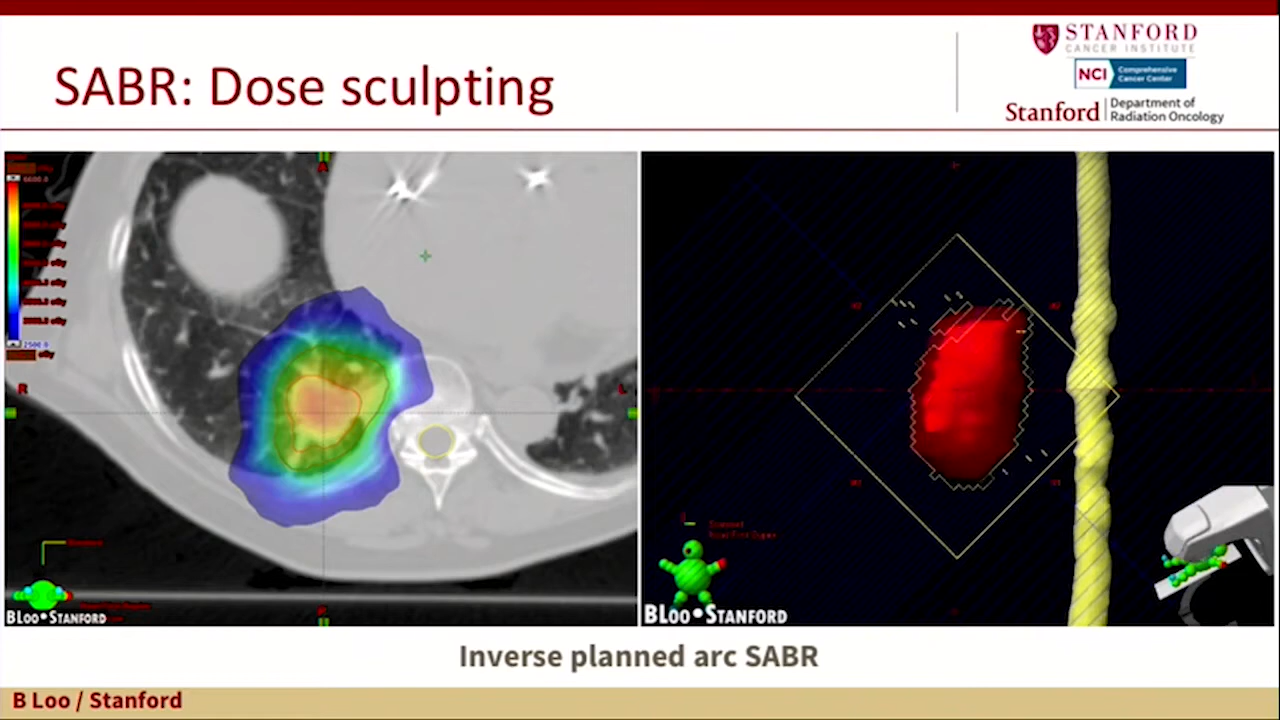 SABR: Dose sculpting
STANFORD
CANCER INSTITUTE
NCI
Comprehensive
Cancer Center
Stanford
Department of
Radiation Oncology
A
R
L
BLOO•STANFORD
BLOO•STANFORD
Inverse planned arc SABR
B Loo / Stanford